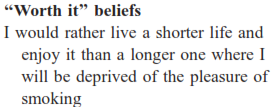 “Worth it” beliefs
I would rather live a shorter life and
enjoy it than a longer one where I
will be deprived of the pleasure of
smoking